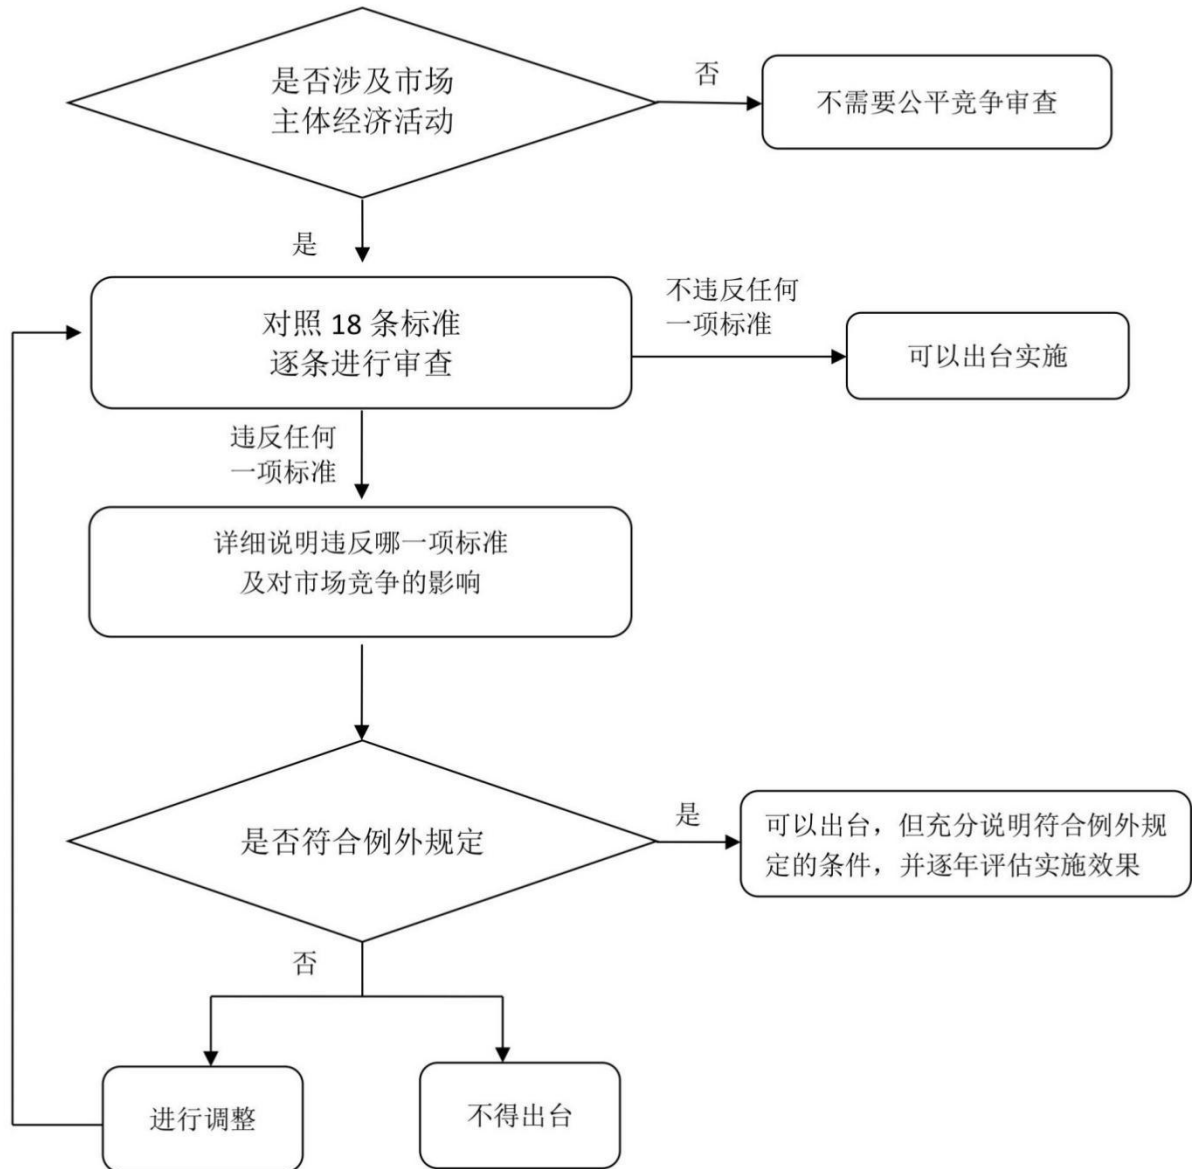 是否涉及市场
主体经济活动
否
不需要公平竞争审查
是
对照 18 条标准
逐条进行审查
不违反任何
一项标准
可以出台实施
违反任何
一项标准
详细说明违反哪一项标准
及对市场竞争的影响
是否符合例外规定
是
可以出台，但充分说明符合例外规
定的条件，并逐年评估实施效果
否
进行调整
不得出台